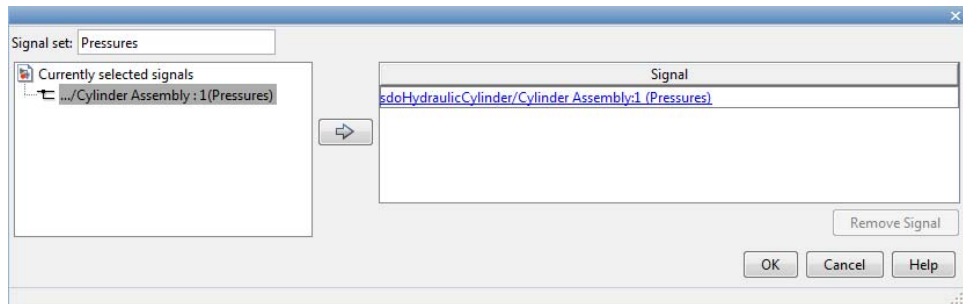 Signal set: Pressures
Currently selected signals
.../Cylinder Assembly : 1(Pressures)
Signal
sdoHydraulicCylinder/Cylinder Assembly:1 (Pressures)
Remove Signal
OK Cancel Help